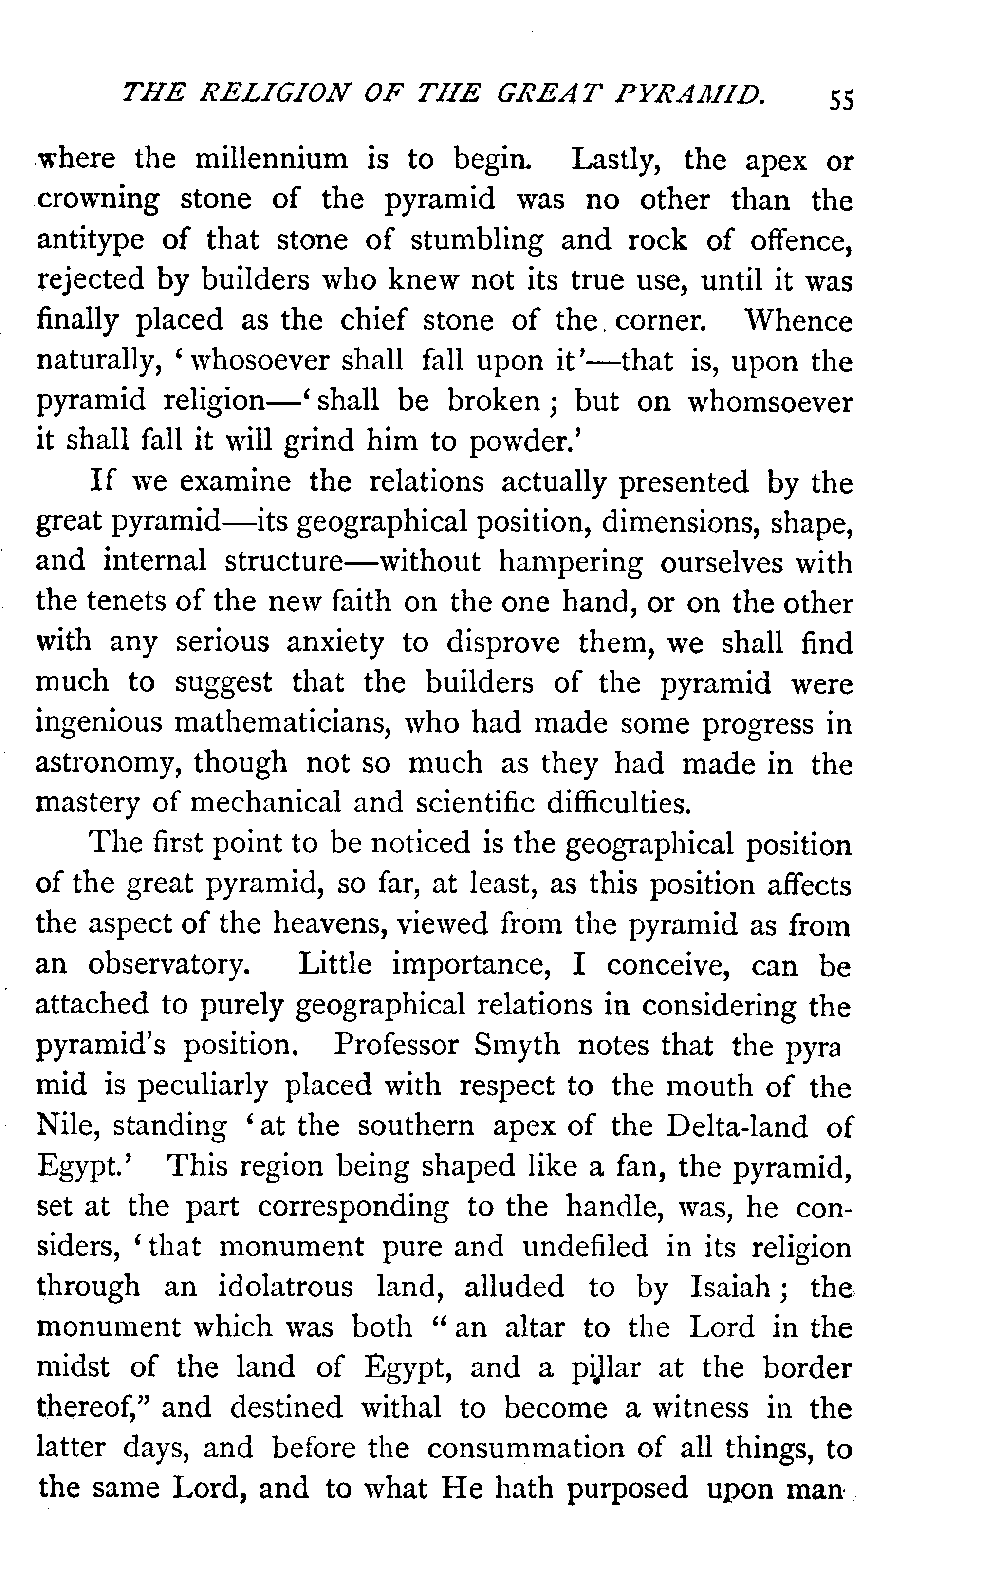 THE RELIGION OF THE GREAT PYRAMID. 55
where the millennium is to begin. Lastly, the apex or
crowning stone of the pyramid was no other than the
antitype of that stone of stumbling and rock of offence,
rejected by builders who knew not its true use, until it was
finally placed as the chief stone of the corner. Whence
naturally, ‘whosoever shall fall upon it’—that is, upon the
pyramid religion—‘shall be broken; but on whomsoever
it shall fall it will grind him to powder.’
If we examine the relations actually presented by the
great pyramid—its geographical position, dimensions, shape,
and internal structure—without hampering ourselves with
the tenets of the new faith on the one hand, or on the other
with any serious anxiety to disprove them, we shall find
much to suggest that the builders of the pyramid were
ingenious mathematicians, who had made some progress in
astronomy, though not so much as they had made in the
mastery of mechanical and scientific difficulties.
The first point to be noticed is the geographical position
of the great pyramid, so far, at least, as this position affects
the aspect of the heavens, viewed from the pyramid as from
an observatory. Little importance, I conceive, can be
attached to purely geographical relations in considering the
pyramid’s position. Professor Smyth notes that the pyra
mid is peculiarly placed with respect to the mouth of the
Nile, standing ‘at the southern apex of the Delta-land of
Egypt.’ This region being shaped like a fan, the pyramid,
set at the part corresponding to the handle, was, he con-
siders, ‘that monument pure and undefiled in its religion
through an idolatrous land, alluded to by Isaiah; the
monument which was both “an altar to the Lord in the
midst of the land of Egypt, and a pillar at the border
thereof,” and destined withal to become a witness in the
latter days, and before the consummation of all things, to
the same Lord, and to what He hath purposed upon man